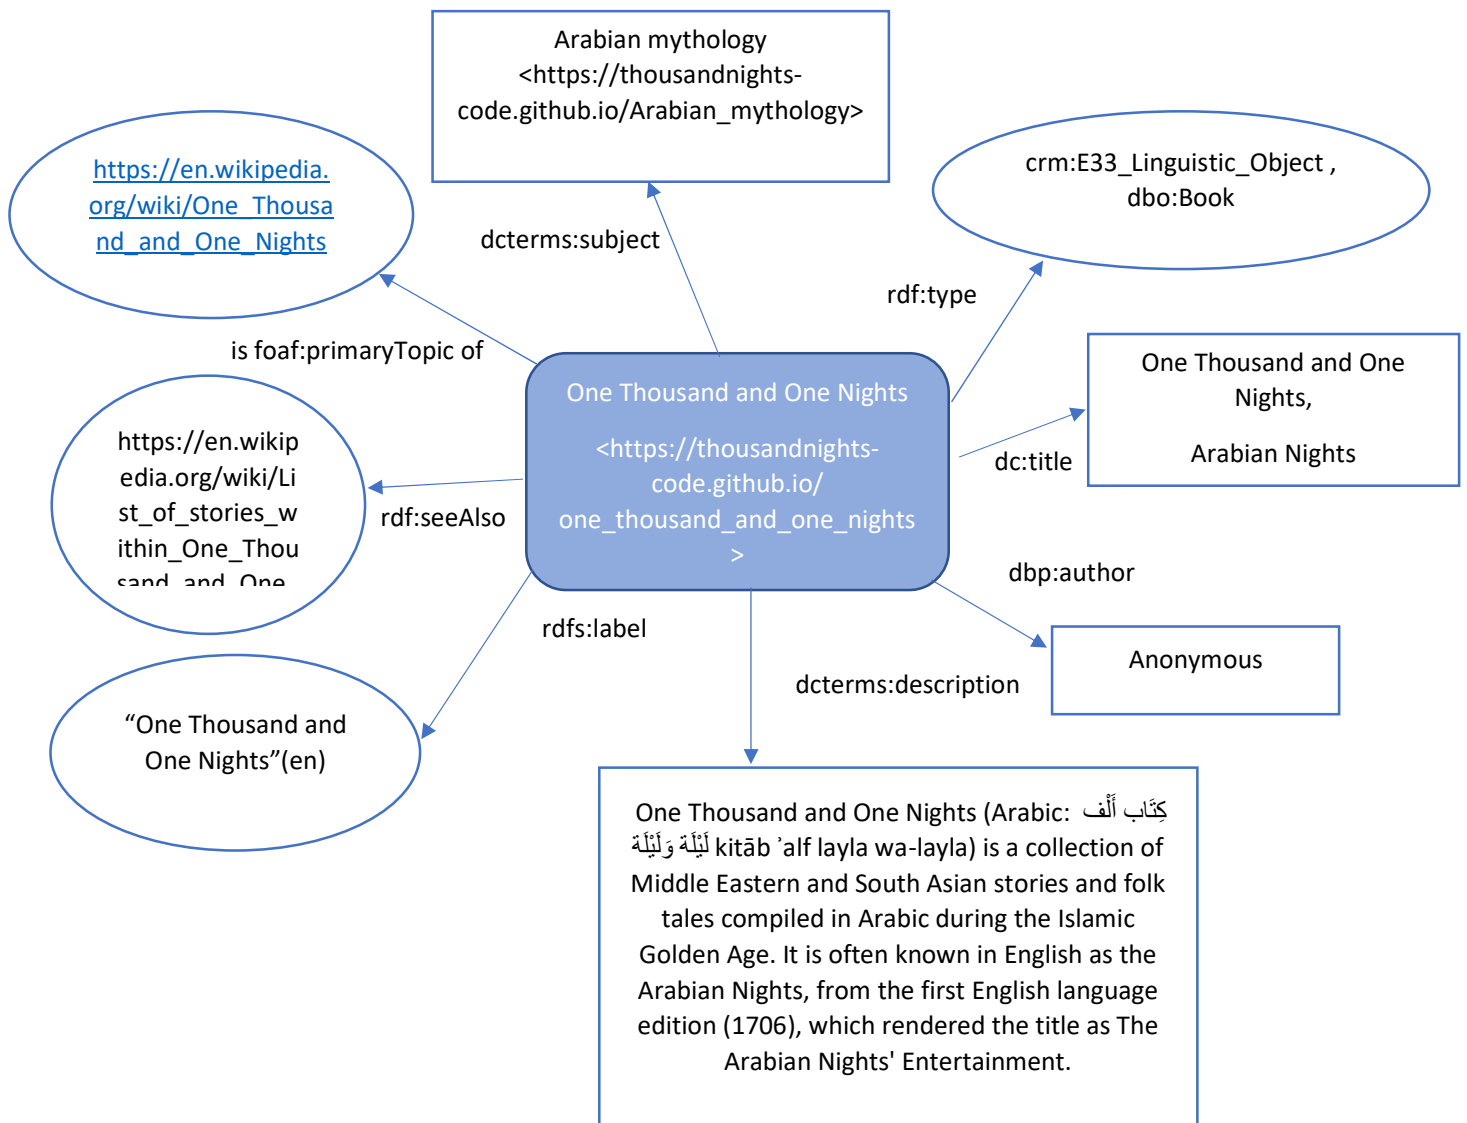 Arabian mythology
<https://thousandnights-
code.github.io/Arabian_mythology>
https://en.wikipedia.
org/wiki/One_Thousa
nd_and_One_Nights
crm:E33_Linguistic_Object ,
dbo:Book
dcterms:subject
rdf:type
is foaf:primaryTopic of
One Thousand and One Nights
<https://thousandnights-
code.github.io/
one_thousand_and_one_nights
>
One Thousand and One
Nights,
Arabian Nights
dc:title
https://en.wikip
edia.org/wiki/Li
st_of_stories_w
ithin_One_Thou
sand_and_One_
rdf:seeAlso
dbp:author
rdfs:label
Anonymous
dcterms:description
“One Thousand and
One Nights”(en)
One Thousand and One Nights (Arabic: كِتَاب أَلْف
لَيْلَة وَلَيْلَة kitāb ʾalf layla wa-layla) is a collection of
Middle Eastern and South Asian stories and folk
tales compiled in Arabic during the Islamic
Golden Age. It is often known in English as the
Arabian Nights, from the first English language
edition (1706), which rendered the title as The
Arabian Nights' Entertainment.